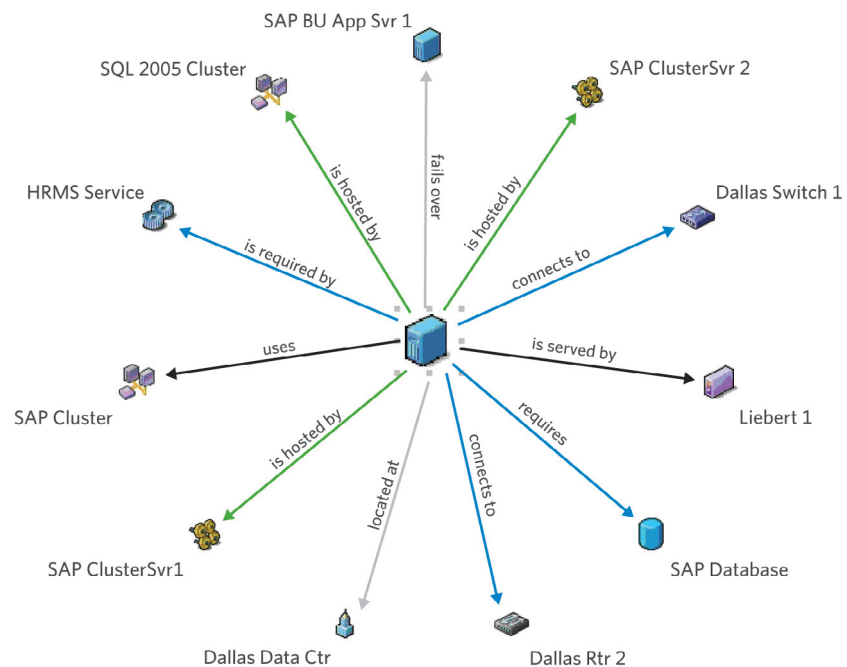 SAP BU App Svr 1
SQL 2005 Cluster
SAP ClusterSvr 2
HRMS Service
Dallas Switch 1
is hosted by
fails over
is hosted by
is required by
connects to
uses
is served by
SAP Cluster
Liebert 1
is hosted by
located at
connects to
requires
SAP ClusterSvr1
SAP Database
Dallas Data Ctr
Dallas Rtr 2